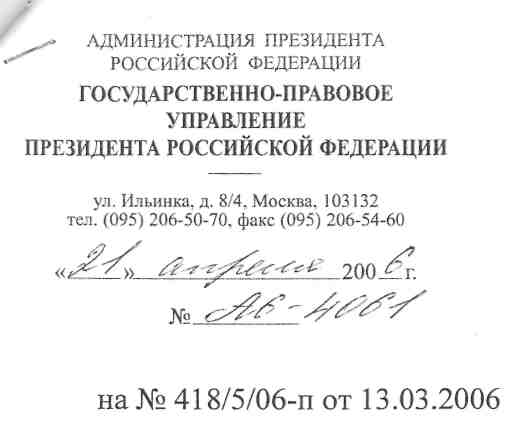 АДМИНИСТРАЦИЯ ПРЕЗИДЕНТА
РОССИЙСКОЙ ФЕДЕРАЦИИ
ГОСУДАРСТВЕННО-ПРАВОВОЕ
УПРАВЛЕНИЕ
ПРЕЗИДЕНТА РОССИЙСКОЙ ФЕДЕРАЦИИ
ул. Ильинка, д. 8/4, Москва, 103132
тел. (095) 206-50-70, факс (095) 206-54-60
«21» апреля 2006 г.
№ А6-4061
на № 418/5/06-п от 13.03.2006